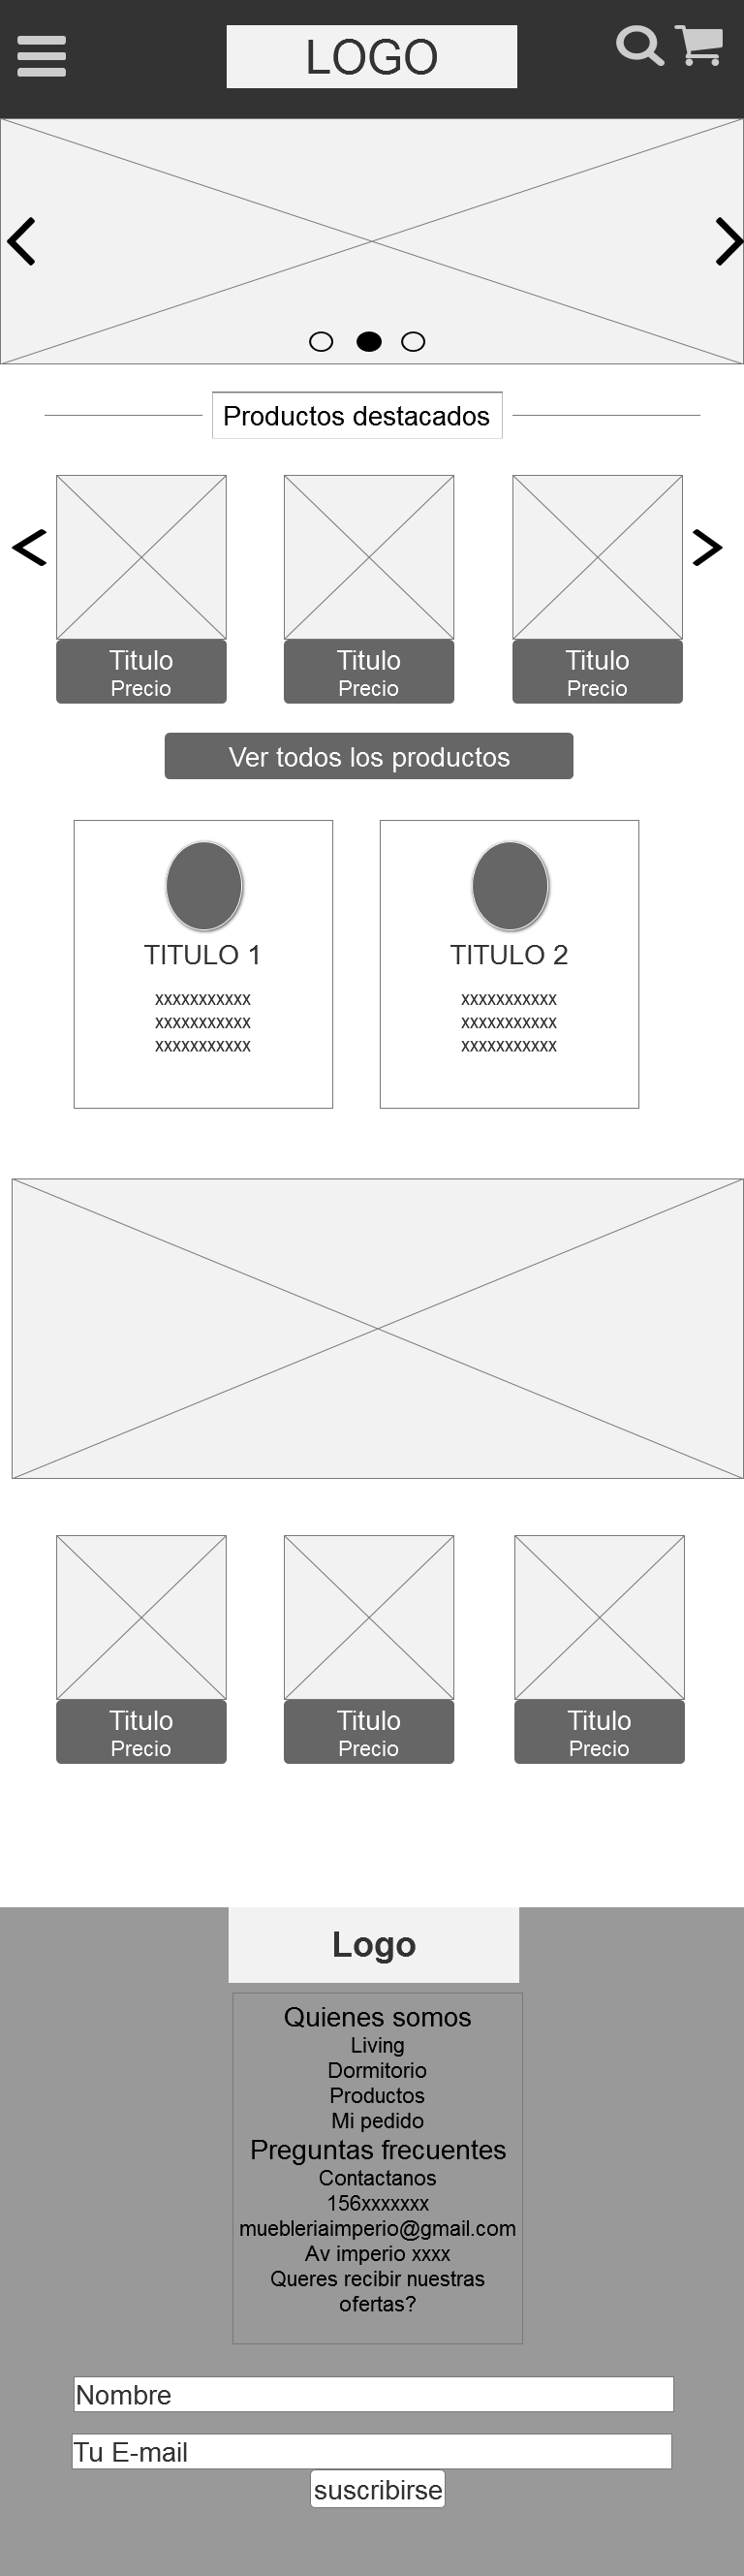 LOGO
Productos destacados
Titulo Titulo Titulo
Precio Precio Precio
Ver todos los productos
TITULO 1 TITULO 2
xxxxxxxxxxx xxxxxxxxxxx
xxxxxxxxxxx xxxxxxxxxxx
xxxxxxxxxxx xxxxxxxxxxx
Titulo Titulo Titulo
Precio Precio Precio
Logo
Quienes somos
Living
Dormitorio
Productos
Mi pedido
Preguntas frecuentes
Contactanos
156xxxxxxx
muebleriaimperio@gmail.com
Av imperio xxxx
Queres recibir nuestras
ofertas?
Nombre
Tu E-mail
suscribirse